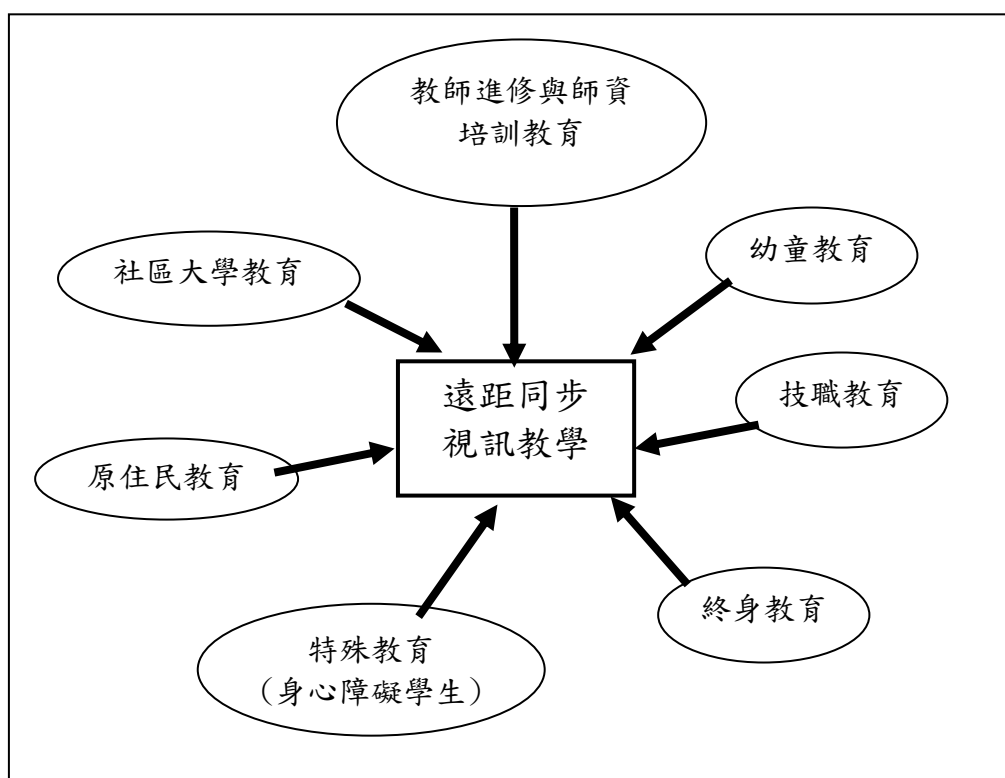 教師進修與師資
培訓教育
社區大學教育
幼童教育
遠距同步
視訊教學
技職教育
原住民教育
終身教育
特殊教育
(身心障礙學生)